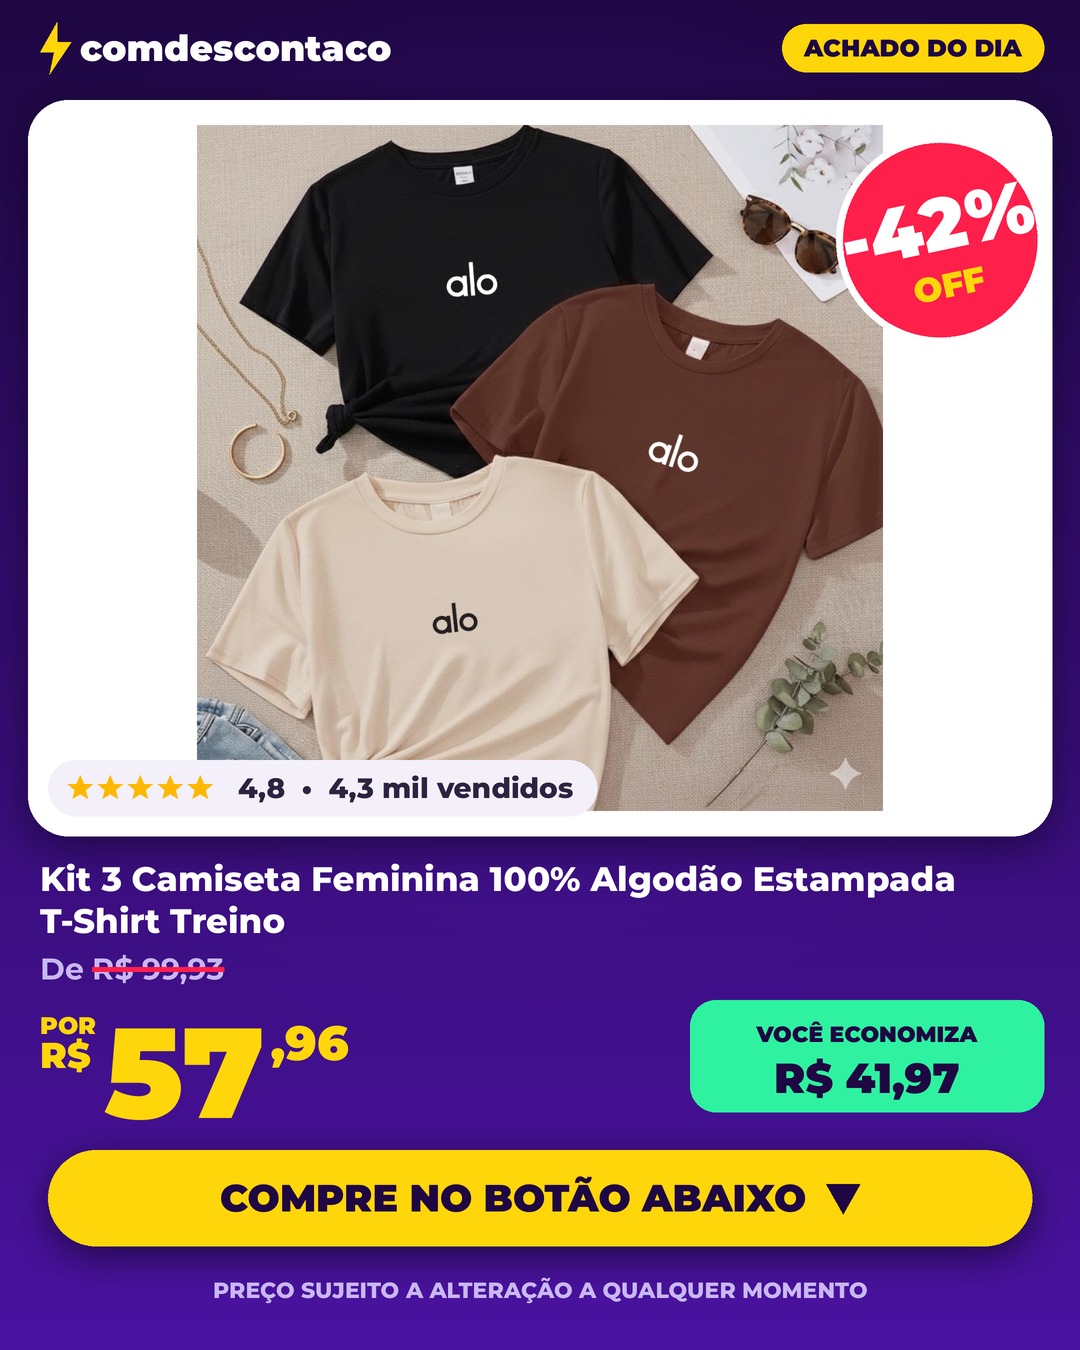 comdescontaco
ACHADO DO DIA
-42%
OFF
alo
alo
alo
4,8 • 4,3 mil vendidos
Kit 3 Camiseta Feminina 100% Algodão Estampada
T-Shirt Treino
De R$ 99,93
POR
R$ 57,96
VOCÊ ECONOMIZA
R$ 41,97
COMPRE NO BOTÃO ABAIXO ▼
PREÇO SUJEITO A ALTERAÇÃO A QUALQUER MOMENTO